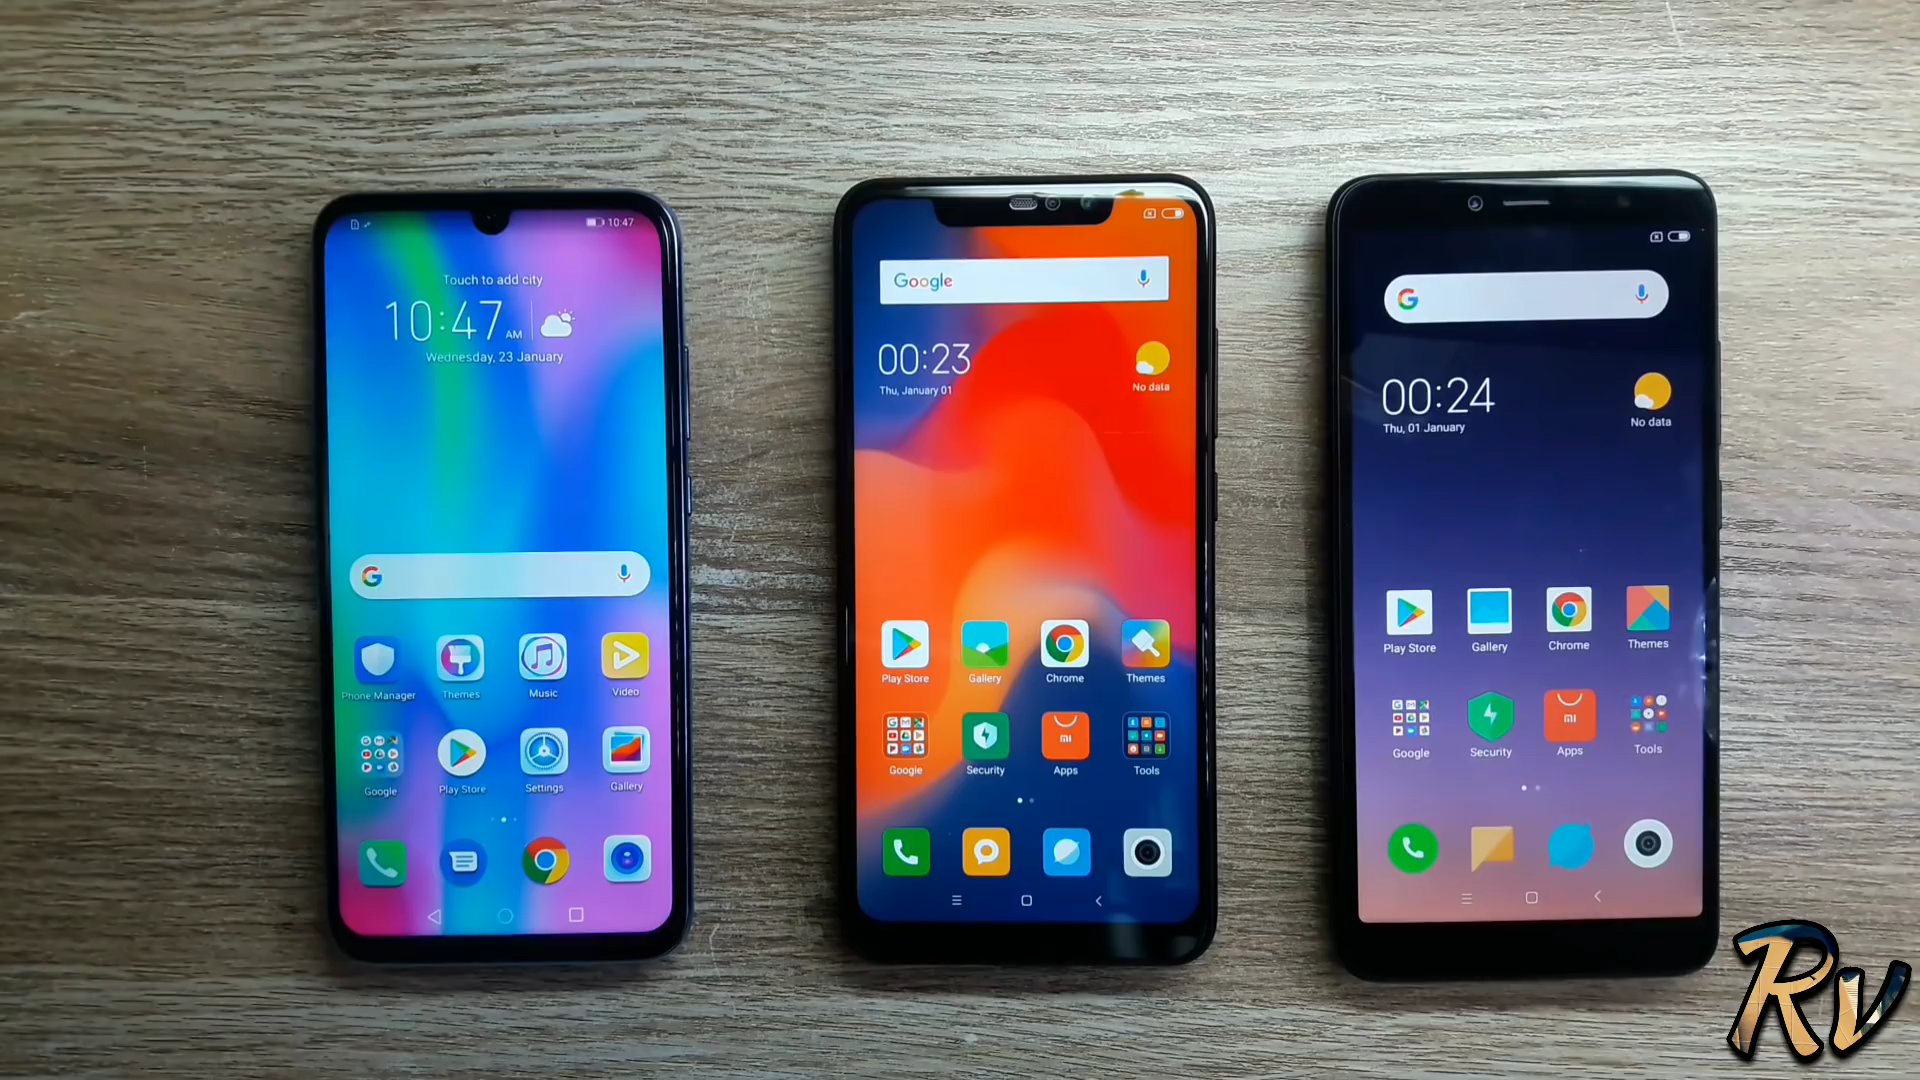 10:47
Touch to add city
10:47 AM
Wednesday, 23 January
Phone Manager
Themes
Music
Video
Google
Play Store
Settings
Gallery
Google
00:23
Thu, January 01
No data
Play Store
Gallery
Chrome
Themes
Google
Security
mi
Apps
Tools
00:24
Thu, 01 January
No data
Play Store
Gallery
Chrome
Themes
Google
Security
mi
Apps
Tools
Rv